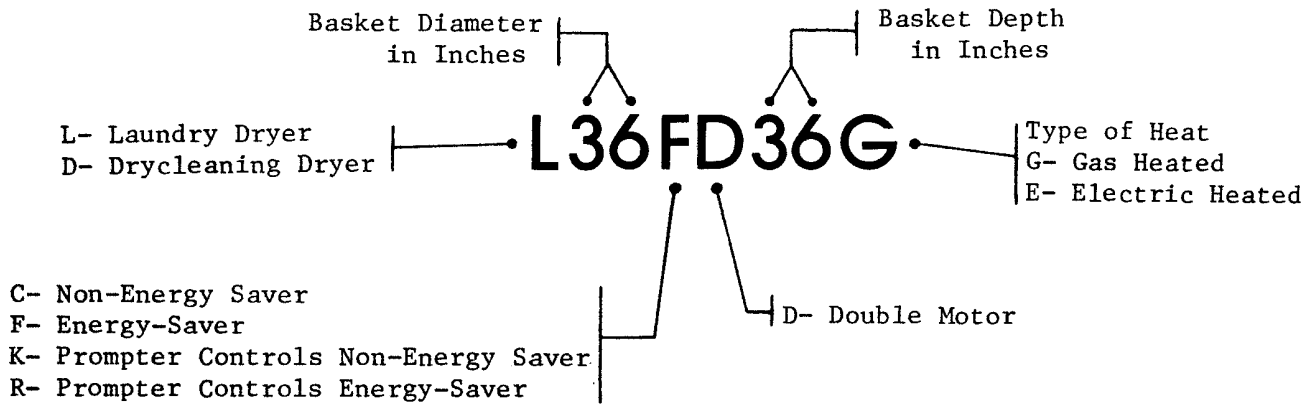 Basket Diameter
in Inches
Basket Depth
in Inches
L- Laundry Dryer
D- Drycleaning Dryer
L36FD36G
Type of Heat
G- Gas Heated
E- Electric Heated
C- Non-Energy Saver
F- Energy-Saver
K- Prompter Controls Non-Energy Saver
R- Prompter Controls Energy-Saver
D- Double Motor